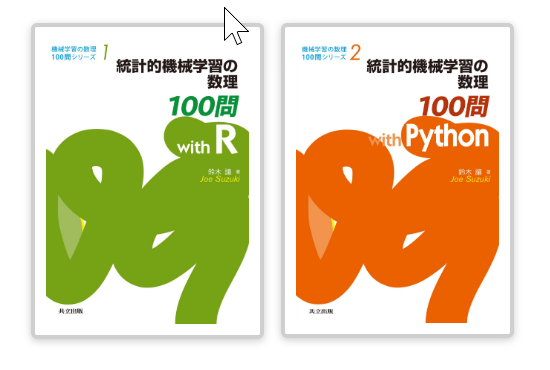 機械学習の数理
100問シリーズ 1
統計的機械学習の
数理
100問
with R
鈴木 讓 著
Joe Suzuki
共立出版
機械学習の数理
100問シリーズ 2
統計的機械学習の
数理
100問
with Python
鈴木 讓 著
Joe Suzuki
共立出版